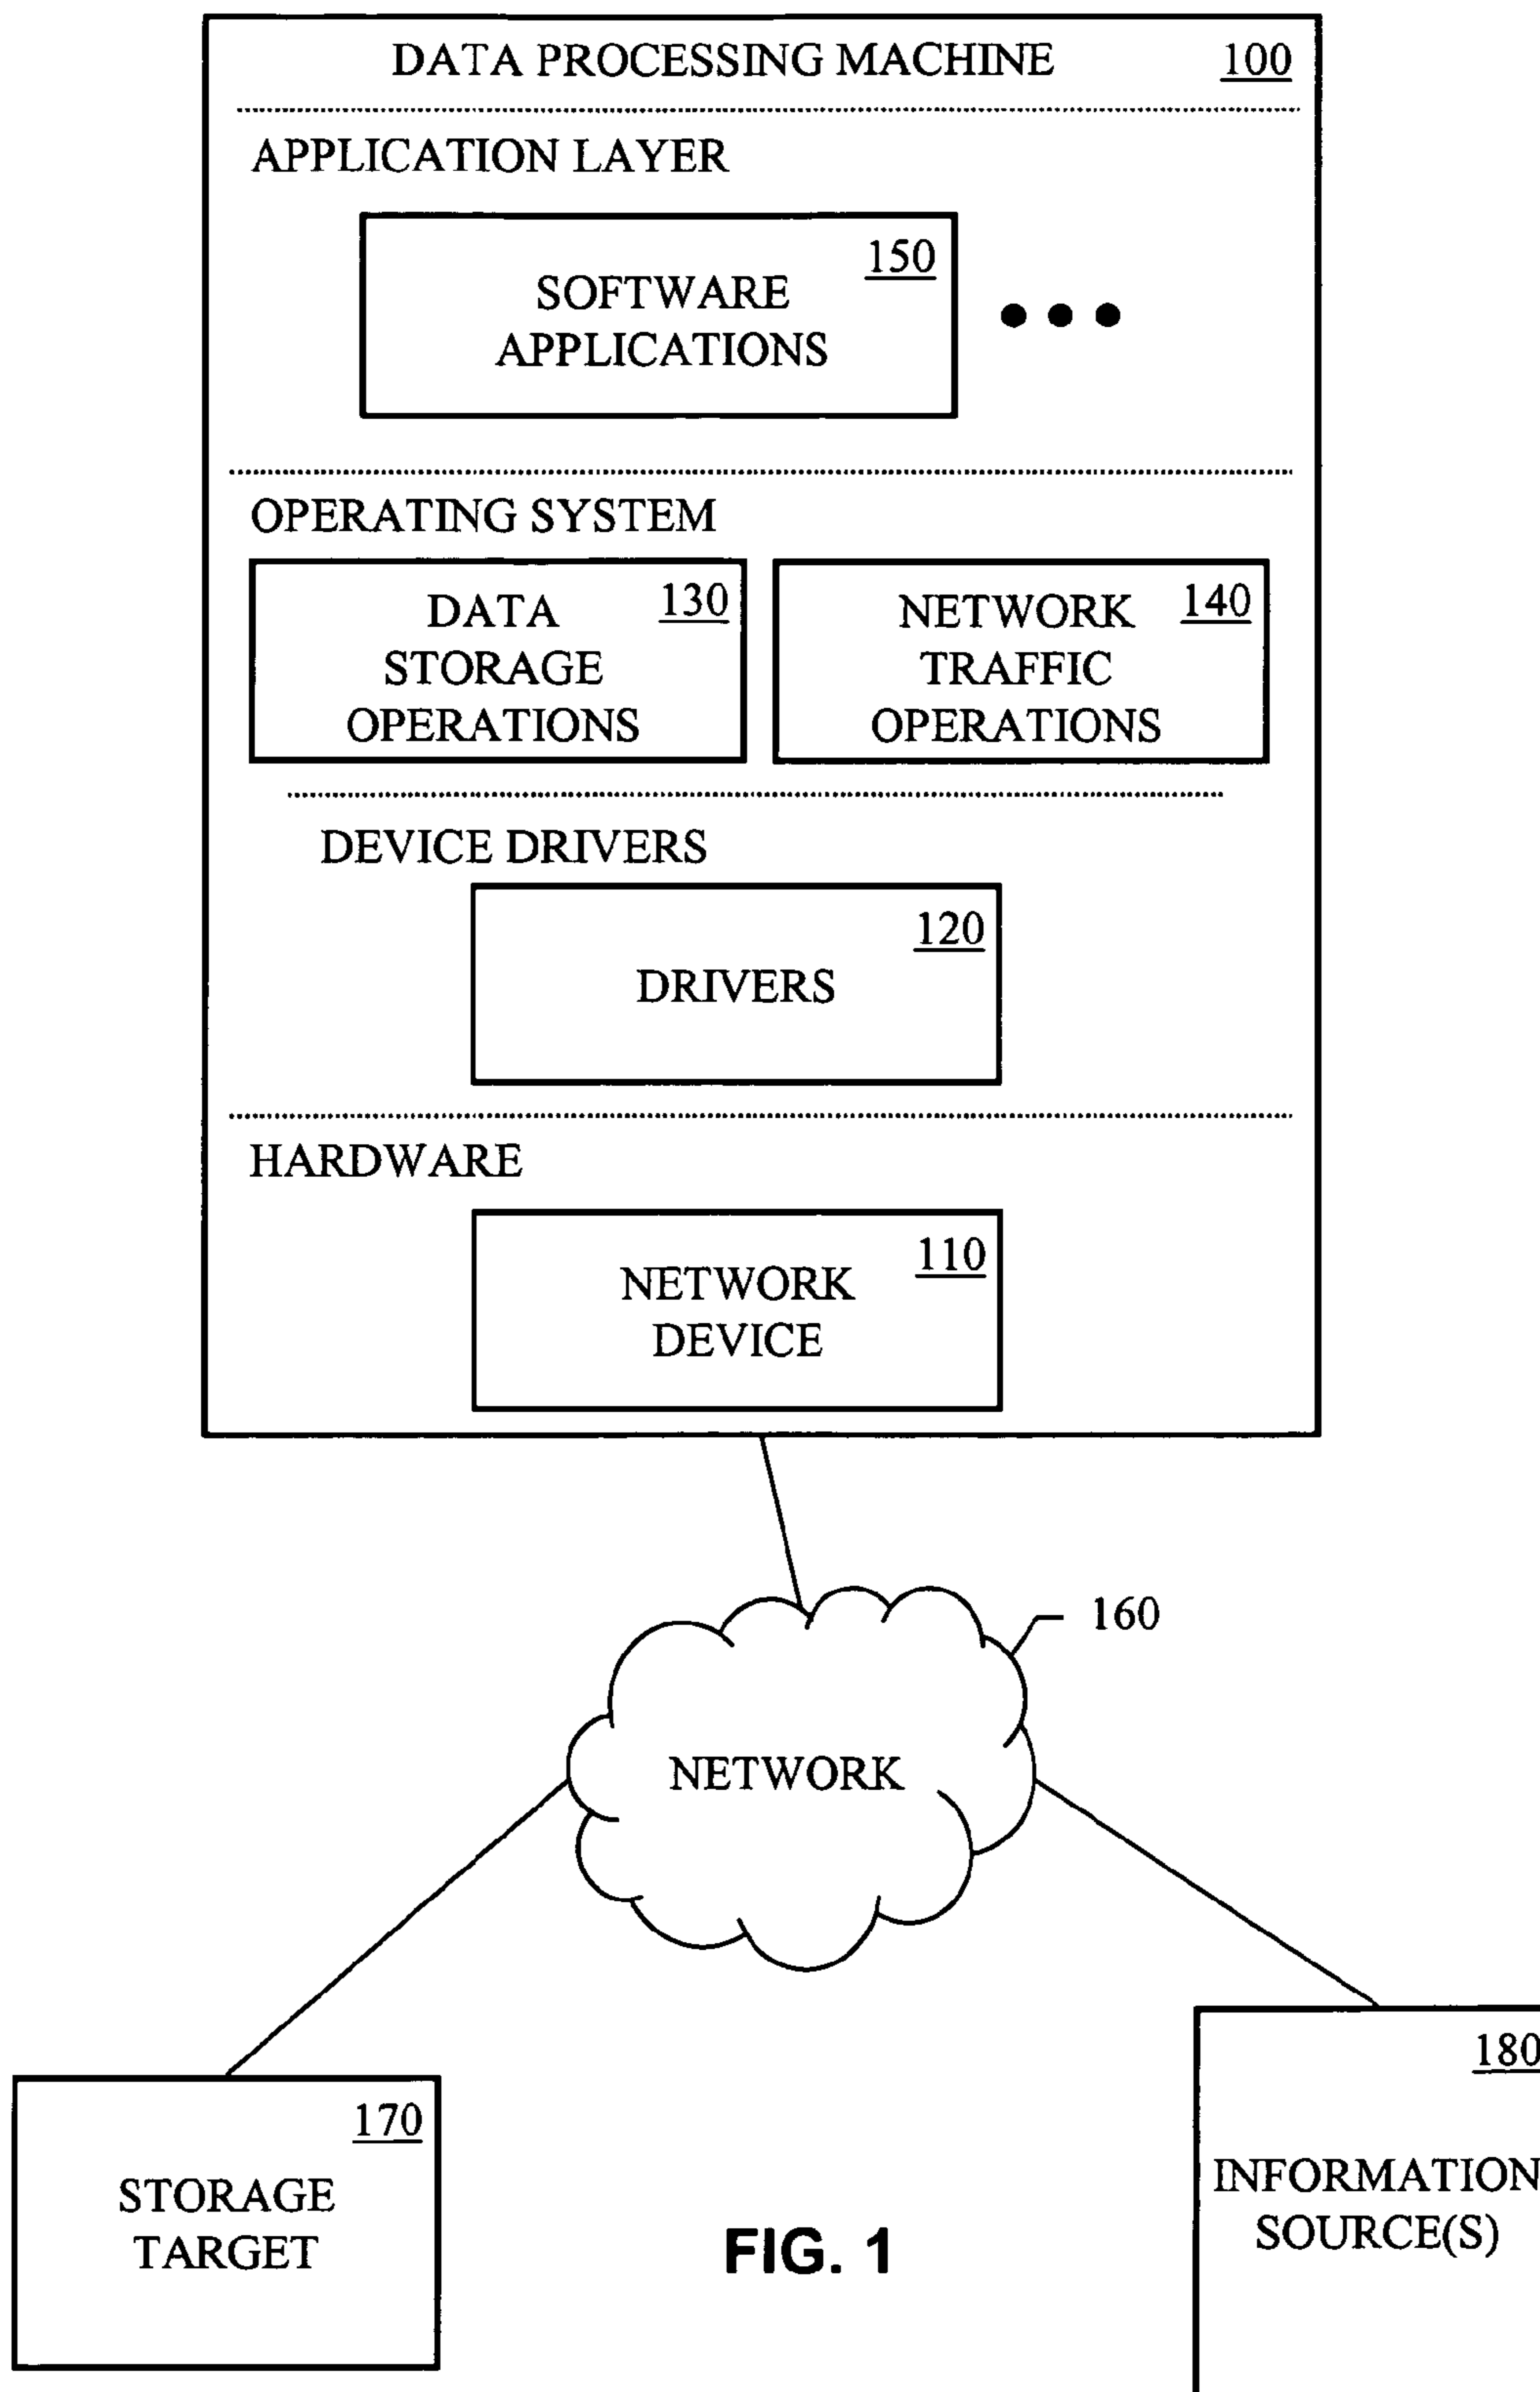 DATA PROCESSING MACHINE 100
APPLICATION LAYER
150
SOFTWARE
APPLICATIONS
OPERATING SYSTEM
130
DATA
STORAGE
OPERATIONS
140
NETWORK
TRAFFIC
OPERATIONS
DEVICE DRIVERS
120
DRIVERS
HARDWARE
110
NETWORK
DEVICE
160
NETWORK
170
STORAGE
TARGET
180
INFORMATION
SOURCE(S)
FIG. 1